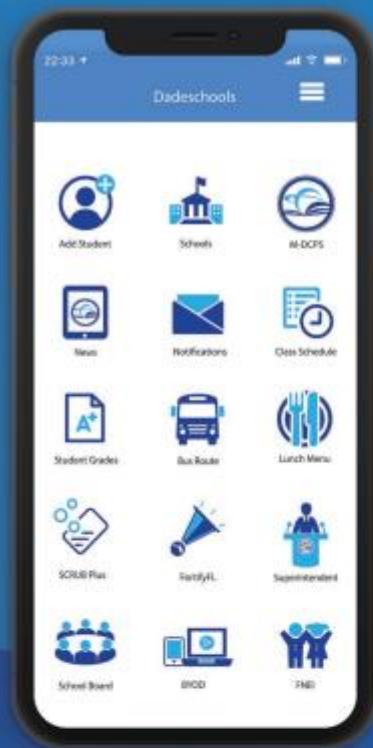 22:33
Dadeschools
Add Student
Schools
M-DCPS
News
Notifications
Class Schedule
A+
Student Grades
Bus Route
Lunch Menu
SCRUB Plus
FortifyFL
Superintendent
School Board
BYOD
FNEI